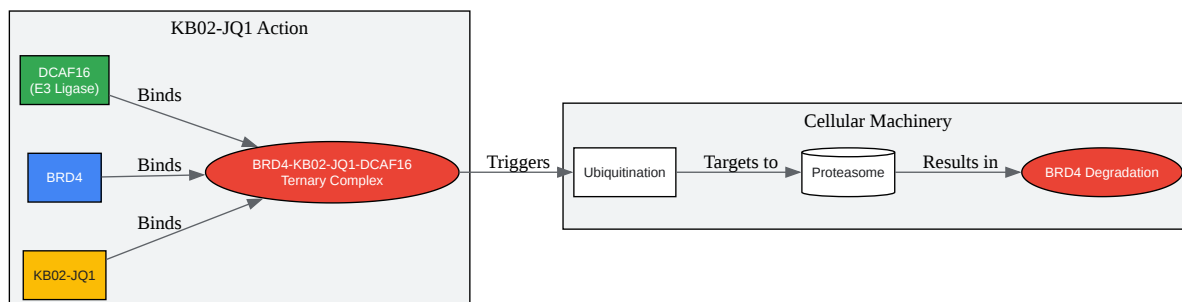 KB02-JQ1 Action
DCAF16
(E3 Ligase)
Binds
BRD4
Binds
KB02-JQ1
Binds
BRD4-KB02-JQ1-DCAF16
Ternary Complex
Triggers
Cellular Machinery
Ubiquitination
Targets to
Proteasome
Results in
BRD4 Degradation